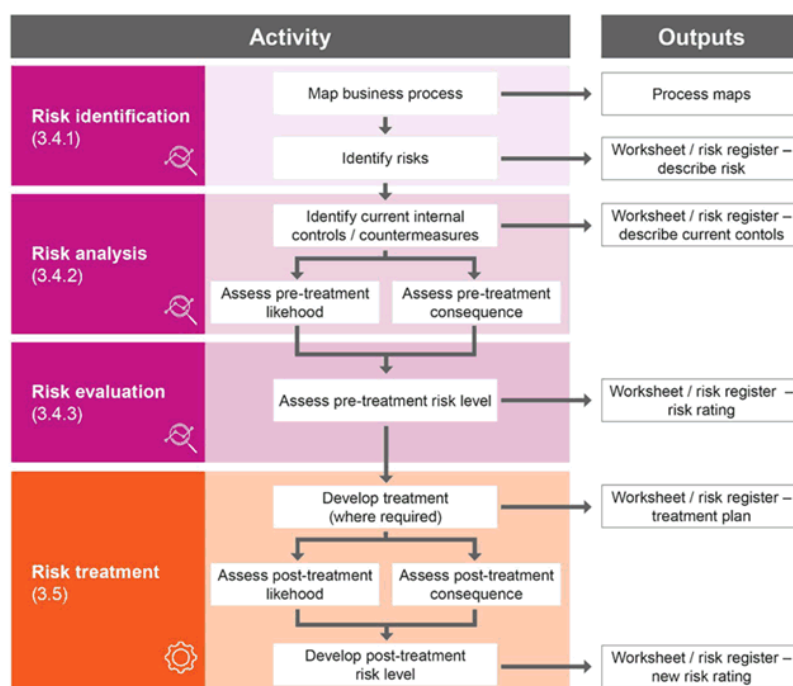 Activity
Outputs
Risk identification
(3.4.1)
Map business process
Process maps
Identify risks
Worksheet / risk register –
describe risk
Risk analysis
(3.4.2)
Identify current internal
controls / countermeasures
Worksheet / risk register –
describe current contols
Assess pre-treatment
likehood
Assess pre-treatment
consequence
Risk evaluation
(3.4.3)
Assess pre-treatment risk level
Worksheet / risk register –
risk rating
Risk treatment
(3.5)
Develop treatment
(where required)
Worksheet / risk register –
treatment plan
Assess post-treatment
likelihood
Assess post-treatment
consequence
Develop post-treatment
risk level
Worksheet / risk register –
new risk rating